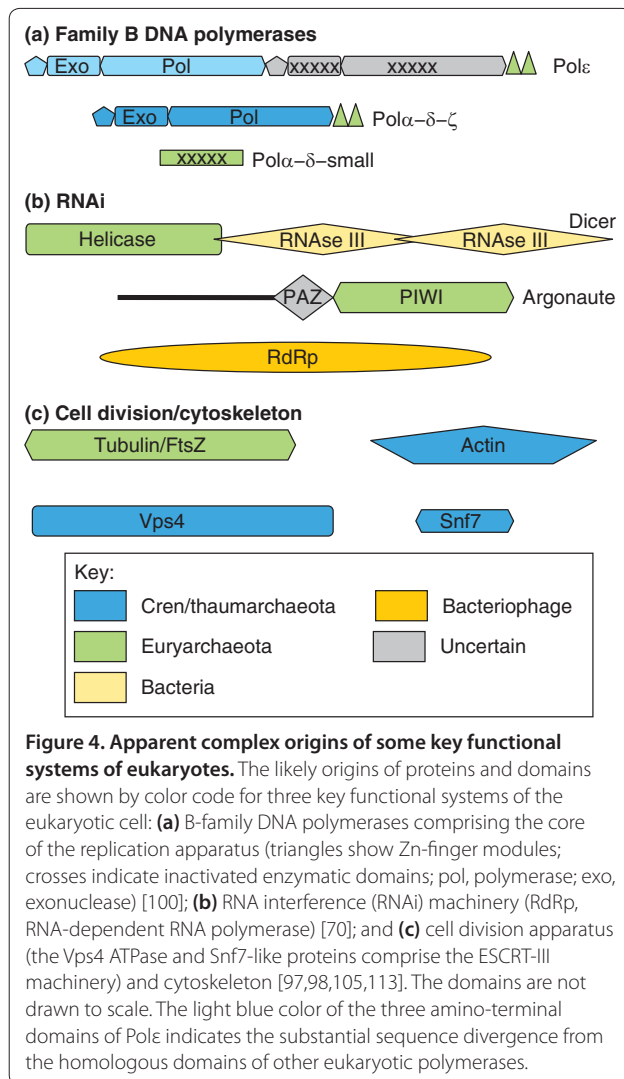 (a) Family B DNA polymerases
Exo Pol xxxxx xxxxx Polε
Exo Pol Polα−δ−ζ
xxxxx Polα−δ−small
(b) RNAi
Dicer
Helicase RNAse III RNAse III
PAZ PIWI Argonaute
RdRp
(c) Cell division/cytoskeleton
Tubulin/FtsZ Actin
Vps4 Snf7
Key:
Cren/thaumarchaeota Bacteriophage
Euryarchaeota Uncertain
Bacteria
Figure 4. Apparent complex origins of some key functional
systems of eukaryotes. The likely origins of proteins and domains
are shown by color code for three key functional systems of the
eukaryotic cell: (a) B-family DNA polymerases comprising the core
of the replication apparatus (triangles show Zn-finger modules;
crosses indicate inactivated enzymatic domains; pol, polymerase; exo,
exonuclease) [100]; (b) RNA interference (RNAi) machinery (RdRp,
RNA-dependent RNA polymerase) [70]; and (c) cell division apparatus
(the Vps4 ATPase and Snf7-like proteins comprise the ESCRT-III
machinery) and cytoskeleton [97,98,105,113]. The domains are not
drawn to scale. The light blue color of the three amino-terminal
domains of Polε indicates the substantial sequence divergence from
the homologous domains of other eukaryotic polymerases.